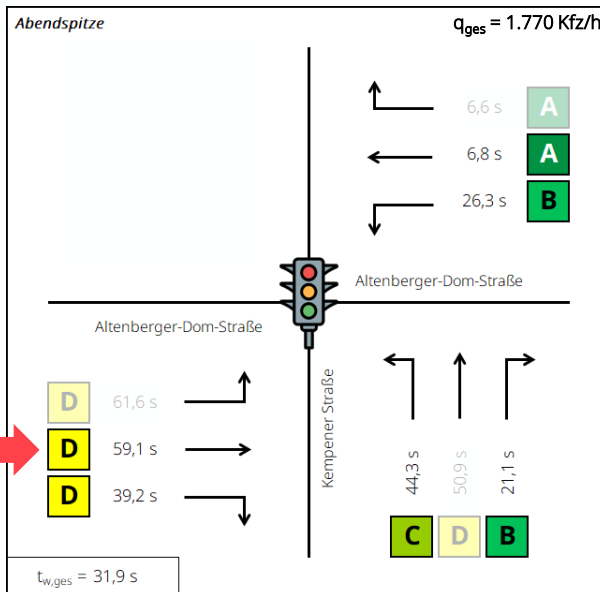 Abendspitze
qges = 1.770 Kfz/h
6,6 s A
6,8 s A
26,3 s B
Altenberger-Dom-Straße
Altenberger-Dom-Straße
D 61,6 s
D 59,1 s
D 39,2 s
Kempener Straße
44,3 s 50,9 s 21,1 s
C D B
tw,ges = 31,9 s